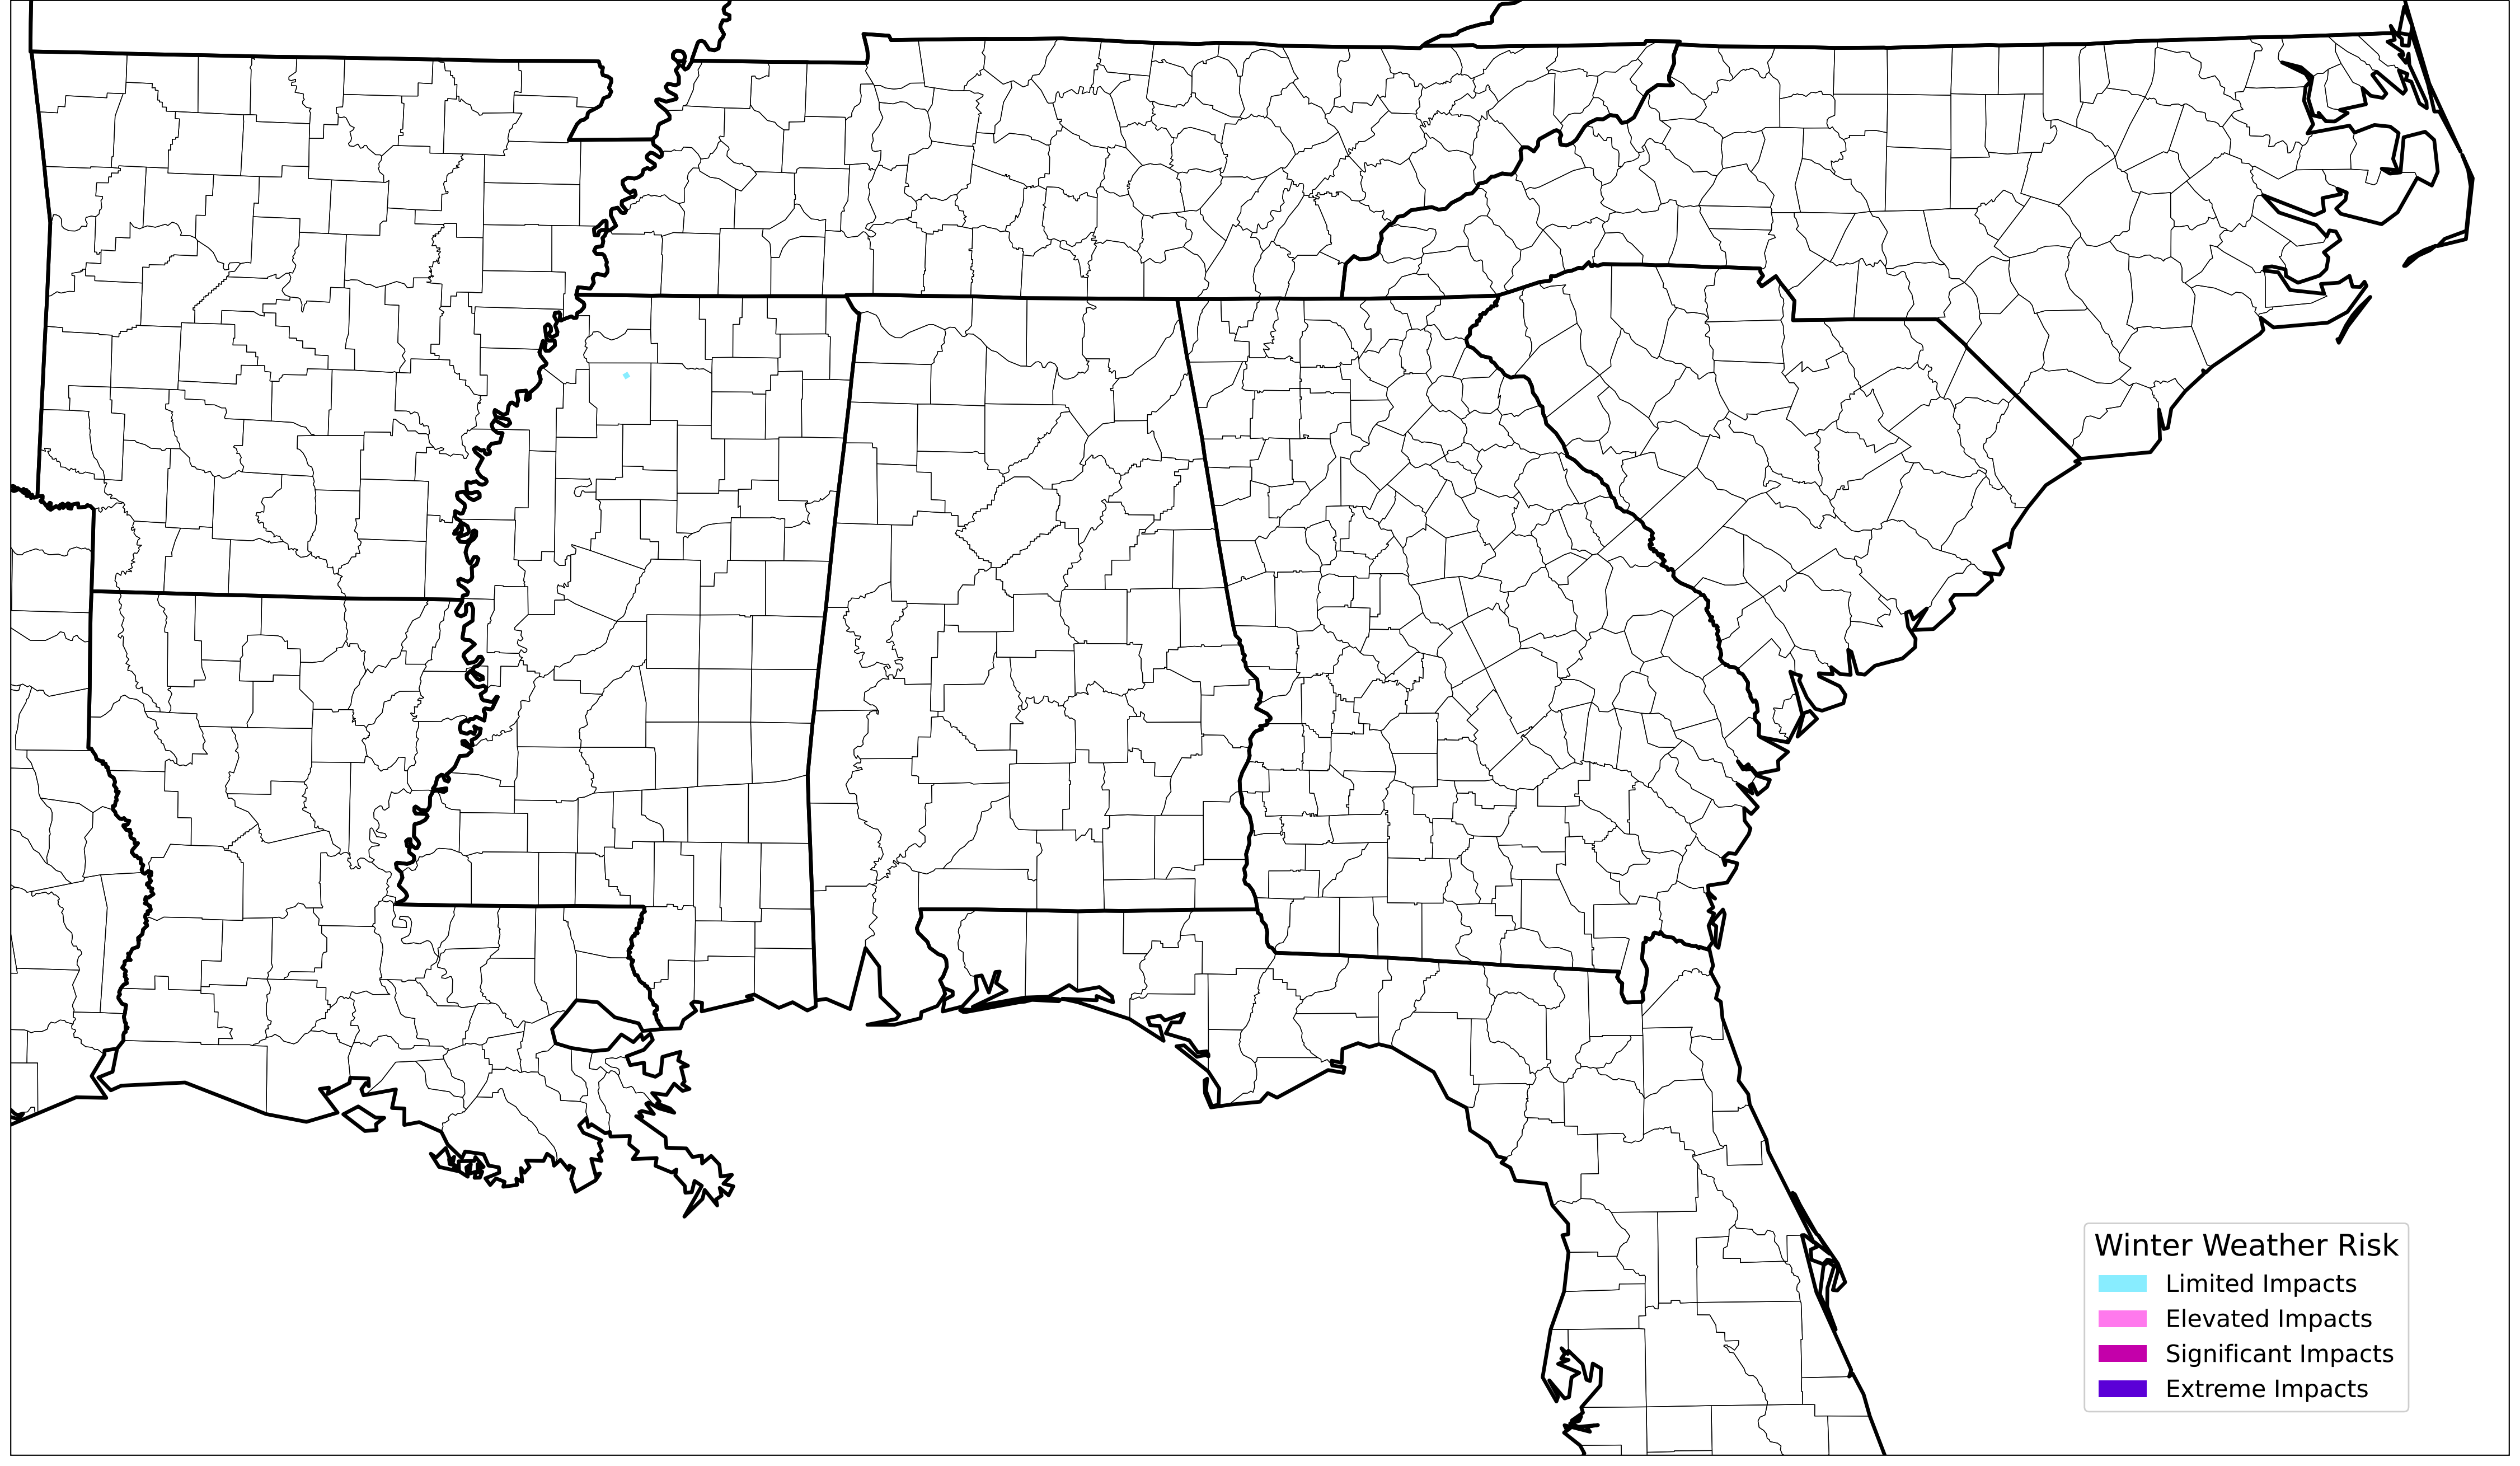 Winter Weather Risk
Limited Impacts
Elevated Impacts
Significant Impacts
Extreme Impacts